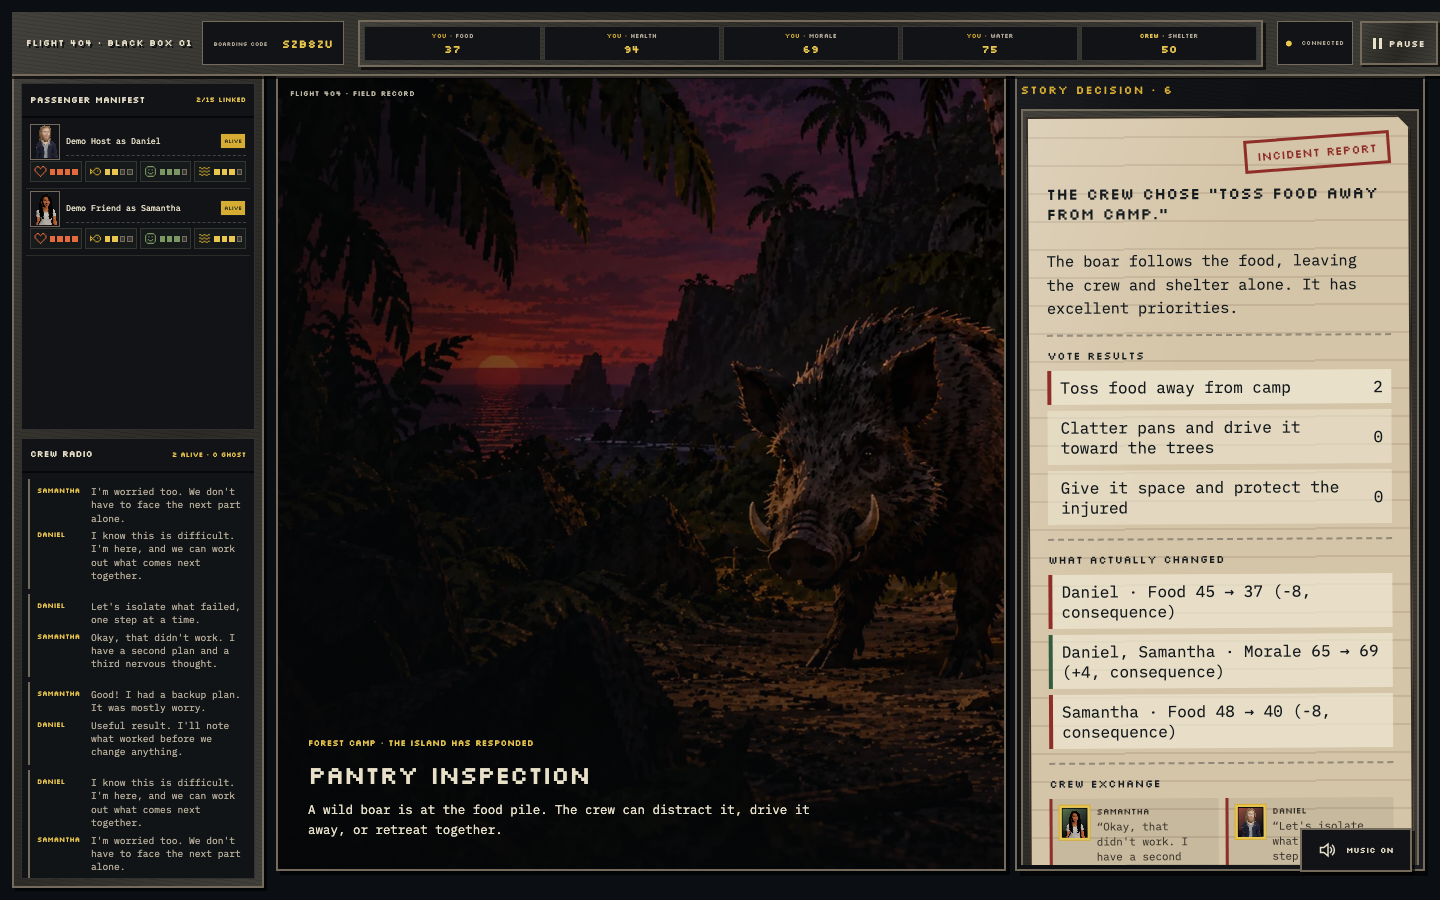 FLIGHT 404 · BLACK BOX 01
BOARDING CODE SZB8ZU
YOU · FOOD
37
YOU · HEALTH
94
YOU · MORALE
69
YOU · WATER
75
CREW · SHELTER
50
CONNECTED
PAUSE
PASSENGER MANIFEST
2/15 LINKED
Demo Host as Daniel
ALIVE
Demo Friend as Samantha
ALIVE
CREW RADIO
2 ALIVE · 0 GHOST
SAMANTHA
I'm worried too. We don't
have to face the next part
alone.
DANIEL
I know this is difficult.
I'm here, and we can work
out what comes next
together.
DANIEL
Let's isolate what failed,
one step at a time.
SAMANTHA
Okay, that didn't work. I
have a second plan and a
third nervous thought.
SAMANTHA
Good! I had a backup plan.
It was mostly worry.
DANIEL
Useful result. I'll note
what worked before we
change anything.
DANIEL
I know this is difficult.
I'm here, and we can work
out what comes next
together.
SAMANTHA
I'm worried too. We don't
have to face the next part
alone.
FLIGHT 404 · FIELD RECORD
FOREST CAMP · THE ISLAND HAS RESPONDED
PANTRY INSPECTION
A wild boar is at the food pile. The crew can distract it, drive it
away, or retreat together.
STORY DECISION · 6
INCIDENT REPORT
THE CREW CHOSE "TOSS FOOD AWAY
FROM CAMP."
The boar follows the food, leaving
the crew and shelter alone. It has
excellent priorities.
VOTE RESULTS
Toss food away from camp 2
Clatter pans and drive it
toward the trees 0
Give it space and protect the
injured 0
WHAT ACTUALLY CHANGED
Daniel · Food 45 → 37 (-8,
consequence)
Daniel, Samantha · Morale 65 → 69
(+4, consequence)
Samantha · Food 48 → 40 (-8,
consequence)
CREW EXCHANGE
SAMANTHA
“Okay, that
didn't work. I
have a second
DANIEL
“Let's isolate
what
step
MUSIC ON